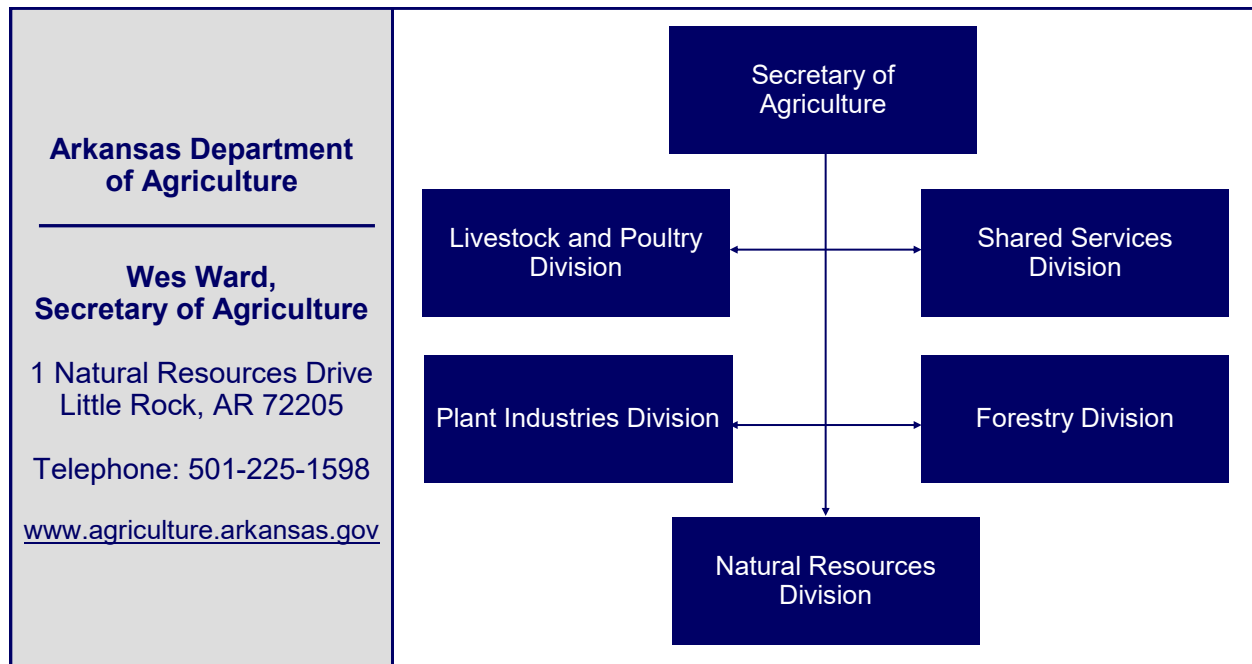 Arkansas Department
of Agriculture
Wes Ward,
Secretary of Agriculture
1 Natural Resources Drive
Little Rock, AR 72205
Telephone: 501-225-1598
www.agriculture.arkansas.gov
Secretary of
Agriculture
Livestock and Poultry
Division
Shared Services
Division
Plant Industries Division
Forestry Division
Natural Resources
Division